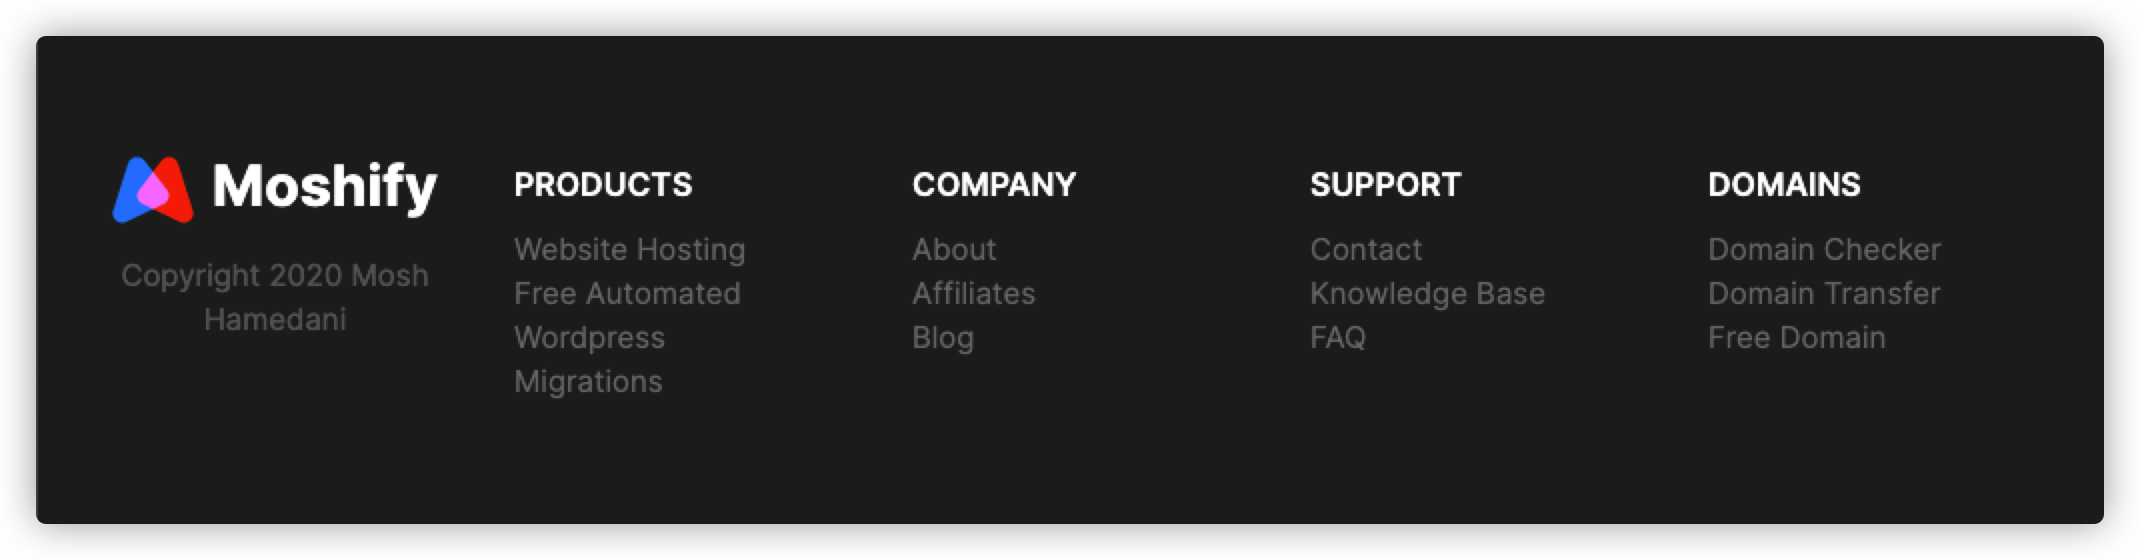 Moshify
Copyright 2020 Mosh
Hamedani
PRODUCTS
Website Hosting
Free Automated
Wordpress
Migrations
COMPANY
About
Affiliates
Blog
SUPPORT
Contact
Knowledge Base
FAQ
DOMAINS
Domain Checker
Domain Transfer
Free Domain